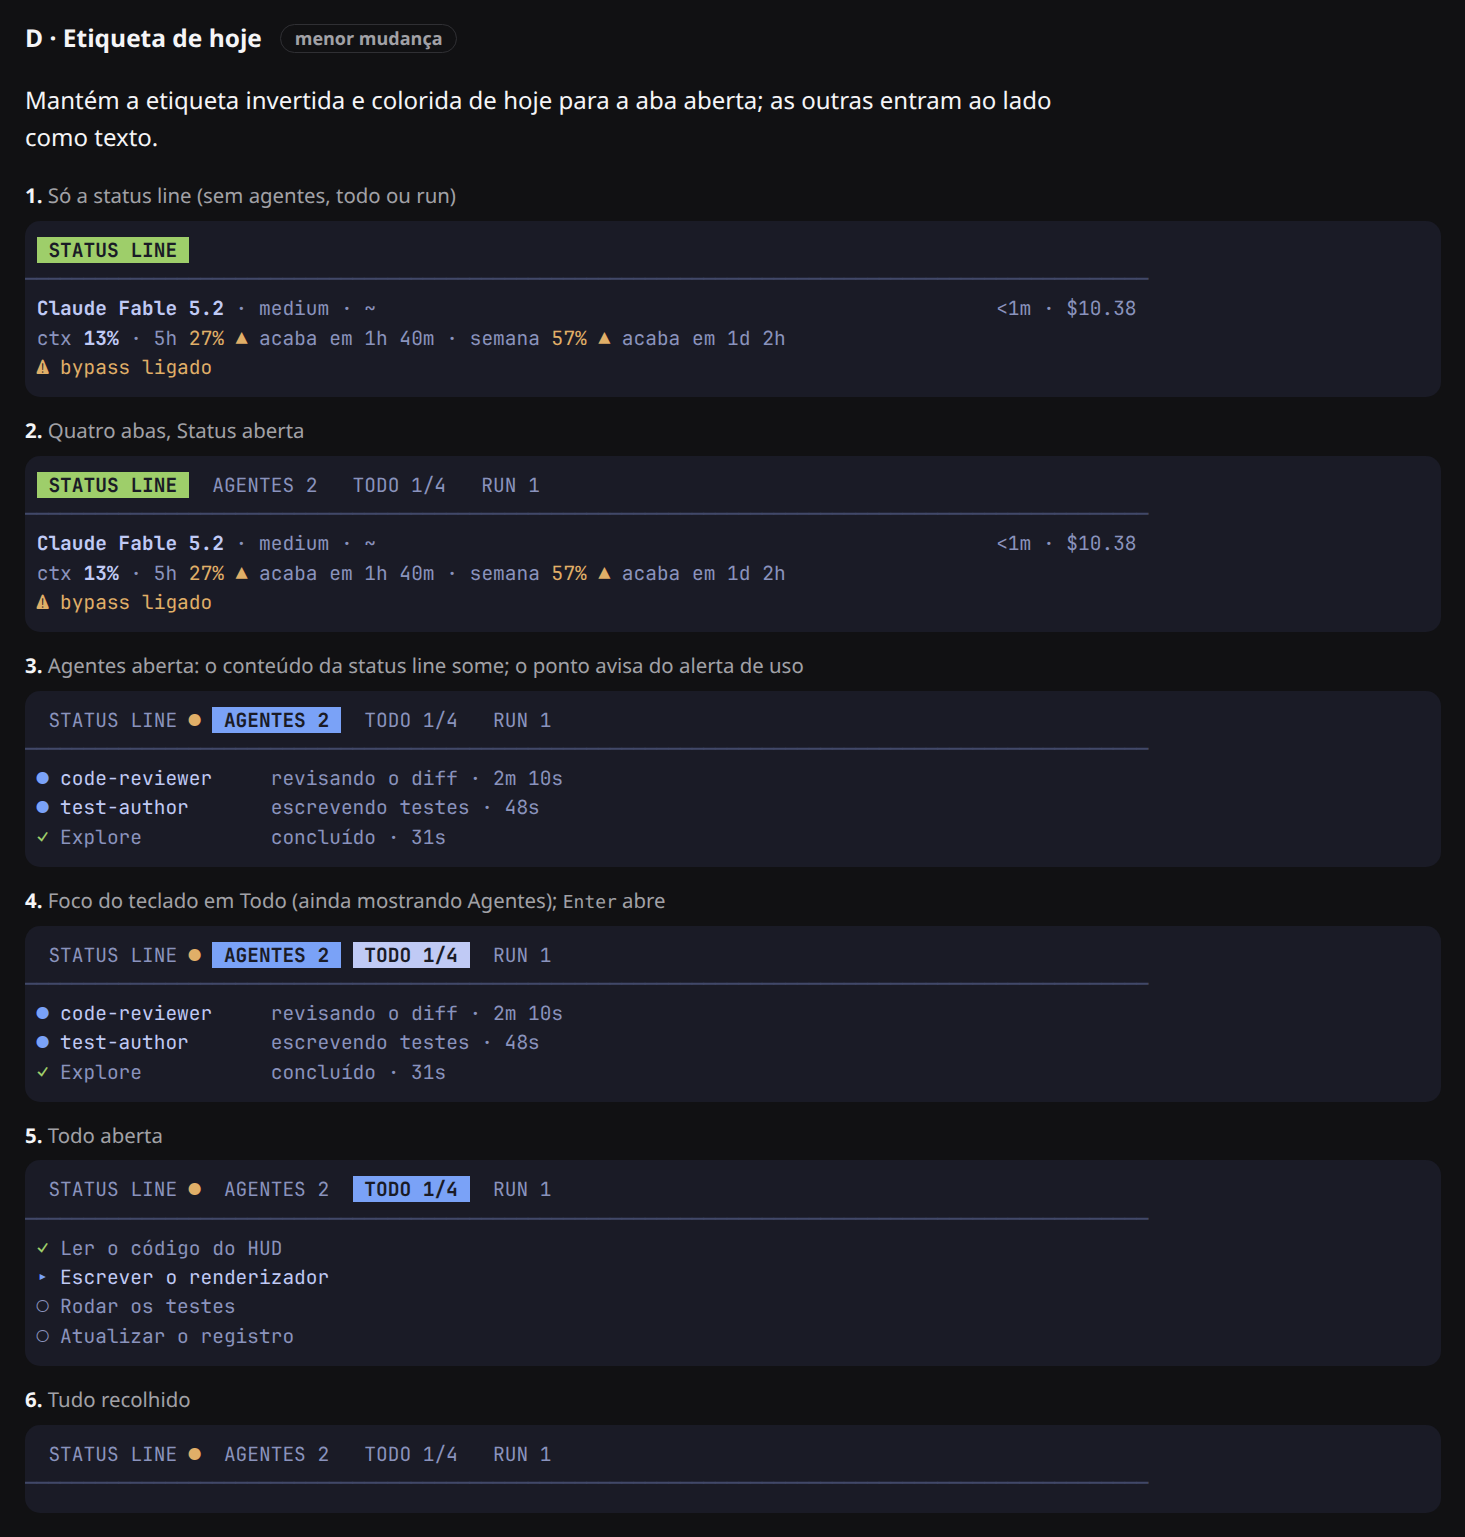 D · Etiqueta de hoje menor mudança
Mantém a etiqueta invertida e colorida de hoje para a aba aberta; as outras entram ao lado
como texto.
1. Só a status line (sem agentes, todo ou run)
STATUS LINE
Claude Fable 5.2 · medium · ~ <1m · $10.38
ctx 13% · 5h 27% ▲ acaba em 1h 40m · semana 57% ▲ acaba em 1d 2h
⚠ bypass ligado
2. Quatro abas, Status aberta
STATUS LINE AGENTES 2 TODO 1/4 RUN 1
Claude Fable 5.2 · medium · ~ <1m · $10.38
ctx 13% · 5h 27% ▲ acaba em 1h 40m · semana 57% ▲ acaba em 1d 2h
⚠ bypass ligado
3. Agentes aberta: o conteúdo da status line some; o ponto avisa do alerta de uso
STATUS LINE ● AGENTES 2 TODO 1/4 RUN 1
● code-reviewer revisando o diff · 2m 10s
● test-author escrevendo testes · 48s
✓ Explore concluído · 31s
4. Foco do teclado em Todo (ainda mostrando Agentes); Enter abre
STATUS LINE ● AGENTES 2 TODO 1/4 RUN 1
● code-reviewer revisando o diff · 2m 10s
● test-author escrevendo testes · 48s
✓ Explore concluído · 31s
5. Todo aberta
STATUS LINE ● AGENTES 2 TODO 1/4 RUN 1
✓ Ler o código do HUD
▸ Escrever o renderizador
○ Rodar os testes
○ Atualizar o registro
6. Tudo recolhido
STATUS LINE ● AGENTES 2 TODO 1/4 RUN 1